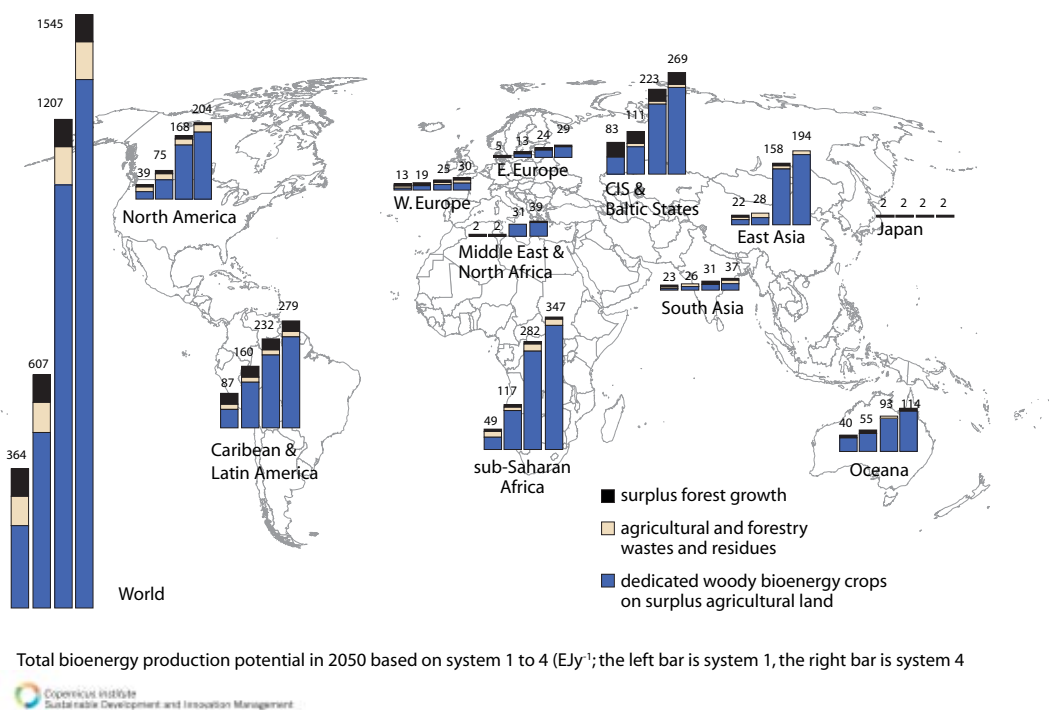 1545
1207
607
364
World
39
75
168
204
North America
87
160
232
279
Caribean &
Latin America
13 19 25 30
W. Europe
5 13 24 29
E. Europe
83
111
223
269
CIS &
Baltic States
2 2 31 39
Middle East &
North Africa
49
117
282
347
sub-Saharan
Africa
22 28 158 194
East Asia
2 2 2 2
Japan
23 26 31 37
South Asia
40 55 93 114
Oceana
surplus forest growth
agricultural and forestry
wastes and residues
dedicated woody bioenergy crops
on surplus agricultural land
Total bioenergy production potential in 2050 based on system 1 to 4 (EJy-1; the left bar is system 1, the right bar is system 4
Copernicus Institute
Sustainable Development and Innovation Management